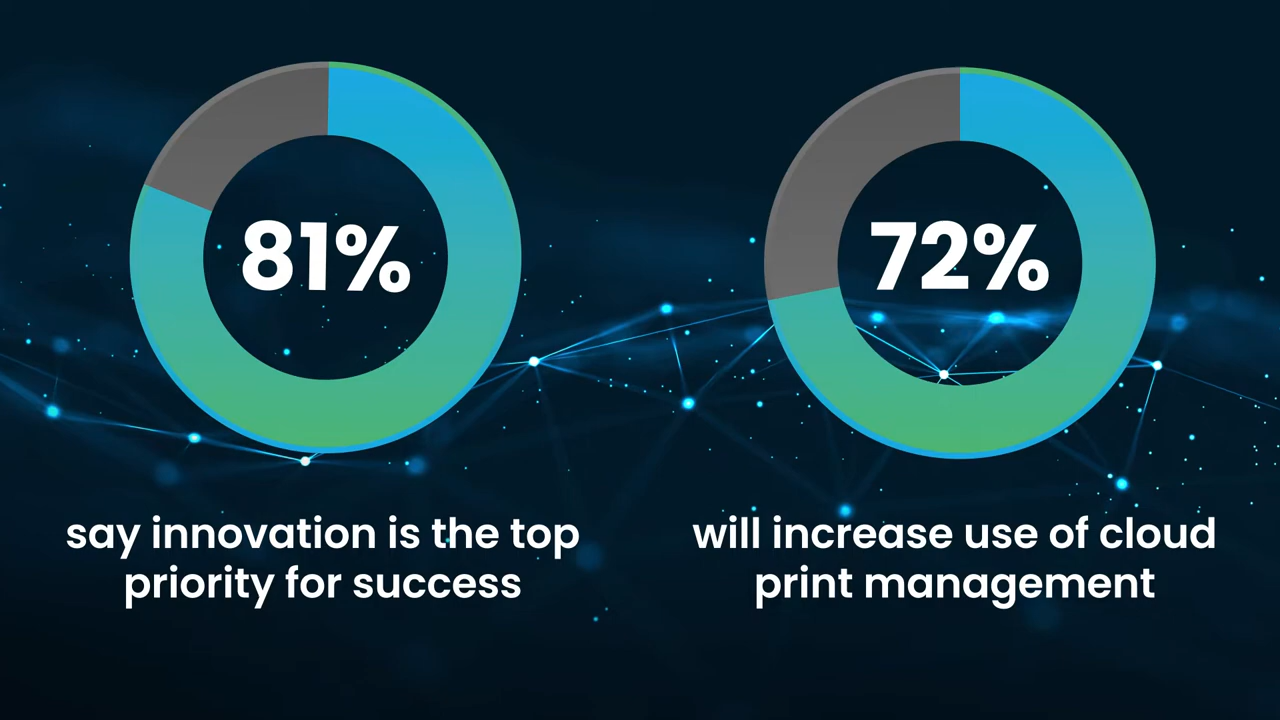 81%
say innovation is the top
priority for success
72%
will increase use of cloud
print management